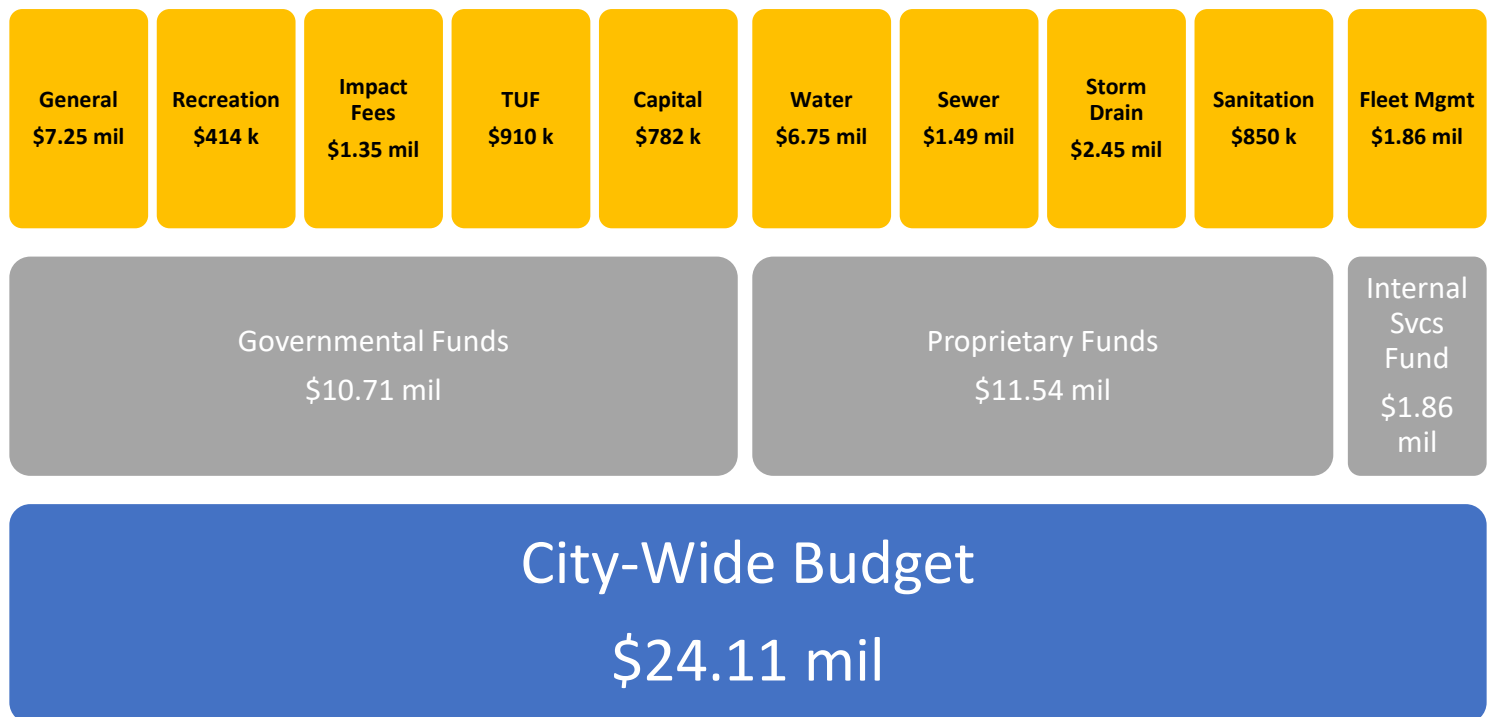 General
$7.25 mil
Recreation
$414 k
Impact
Fees
$1.35 mil
TUF
$910 k
Capital
$782 k
Water
$6.75 mil
Sewer
$1.49 mil
Storm
Drain
$2.45 mil
Sanitation
$850 k
Fleet Mgmt
$1.86 mil
Governmental Funds
$10.71 mil
Proprietary Funds
$11.54 mil
Internal
Svcs
Fund
$1.86
mil
City-Wide Budget
$24.11 mil